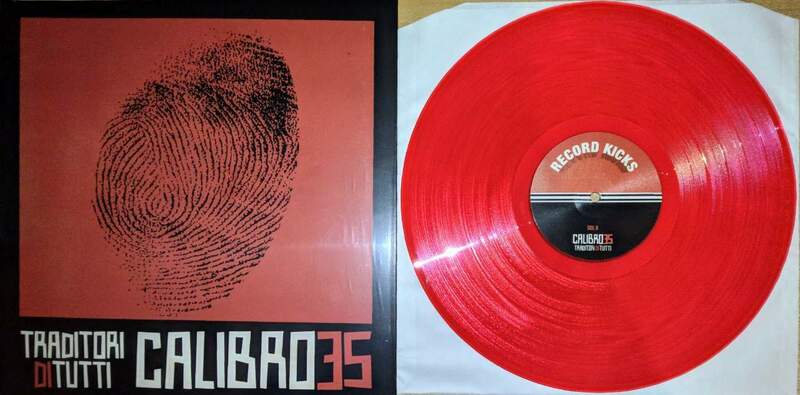 TRADITORI
DI TUTTI
CALIBRO 35
RECORD KICKS
CALIBRO 35
TRADITORI DI TUTTI